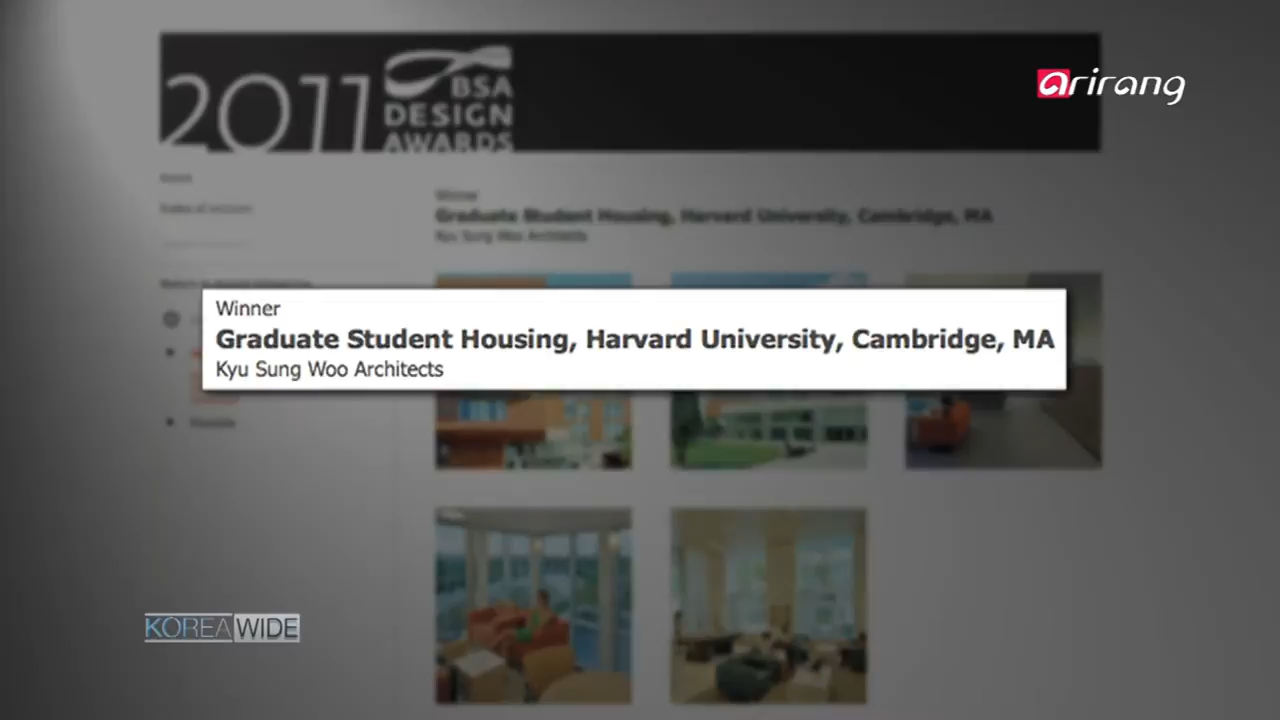 2011 BSA
DESIGN
AWARDS
arirang
Winner
Graduate Student Housing, Harvard University, Cambridge, MA
Kyu Sung Woo Architects
Winner
Graduate Student Housing, Harvard University, Cambridge, MA
Kyu Sung Woo Architects
KOREA WIDE